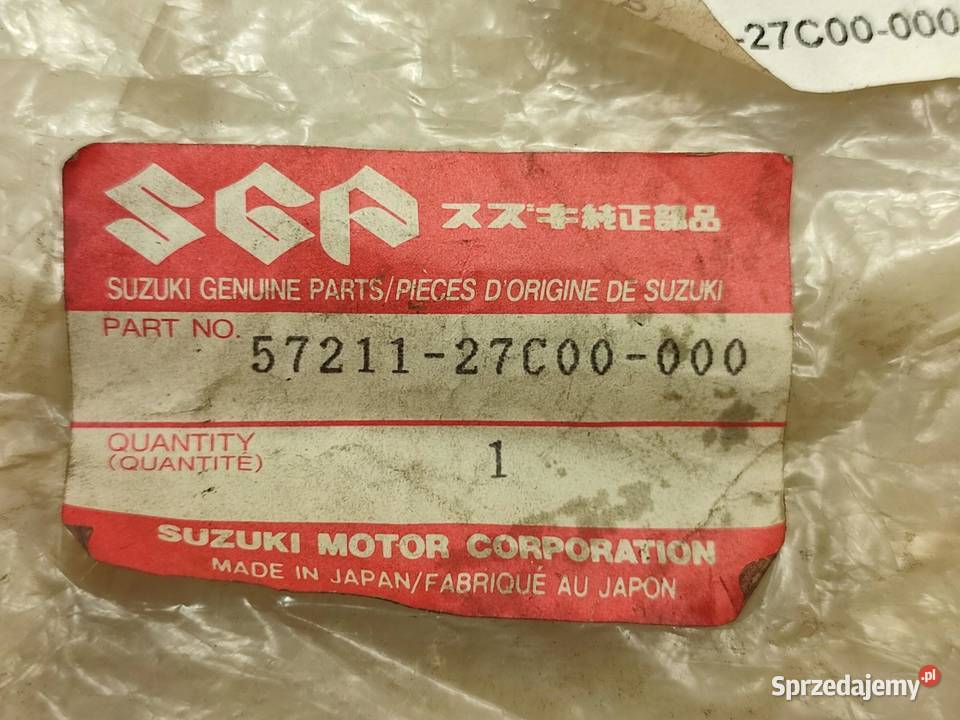 -27C00-000
SGP スズキ純正部品
SUZUKI GENUINE PARTS/PIECES D'ORIGINE DE SUZUKI
PART NO. 57211-27C00-000
QUANTITY 1
(QUANTITÉ)
SUZUKI MOTOR CORPORATION
MADE IN JAPAN/FABRIQUÉ AU JAPON
Sprzedajemy.pl